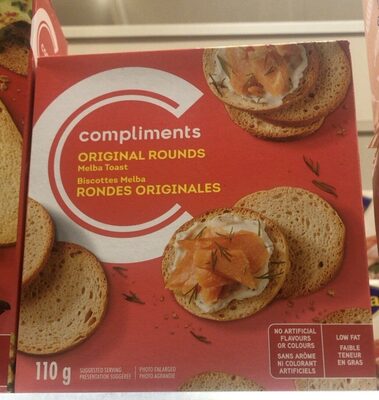 compliments
ORIGINAL ROUNDS
Melba Toast
Biscottes Melba
RONDES ORIGINALES
110 g
SUGGESTED SERVING
PRÉSENTATION SUGGÉRÉE
PHOTO ENLARGED
PHOTO AGRANDIE
NO ARTIFICIAL
FLAVOURS
OR COLOURS
SANS ARÔME
NI COLORANT
ARTIFICIELS
LOW FAT
FAIBLE
TENEUR
EN GRAS